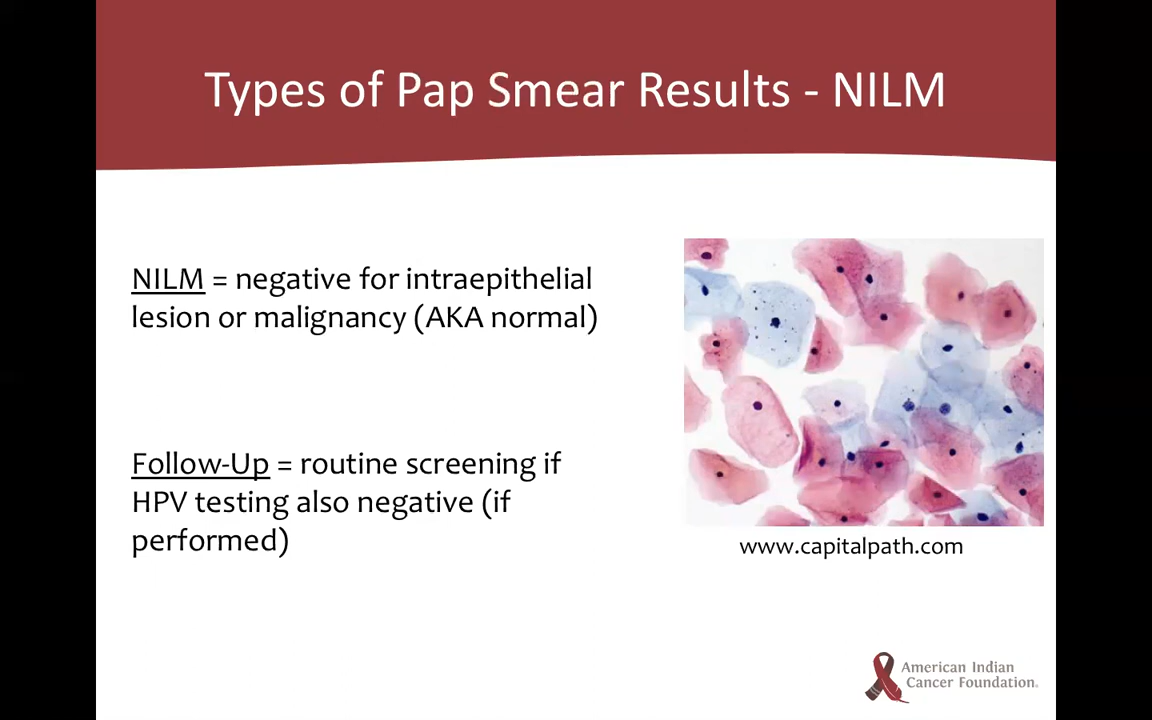 Types of Pap Smear Results - NILM
NILM = negative for intraepithelial
lesion or malignancy (AKA normal)
Follow-Up = routine screening if
HPV testing also negative (if
performed)
www.capitalpath.com
American Indian
Cancer Foundation.